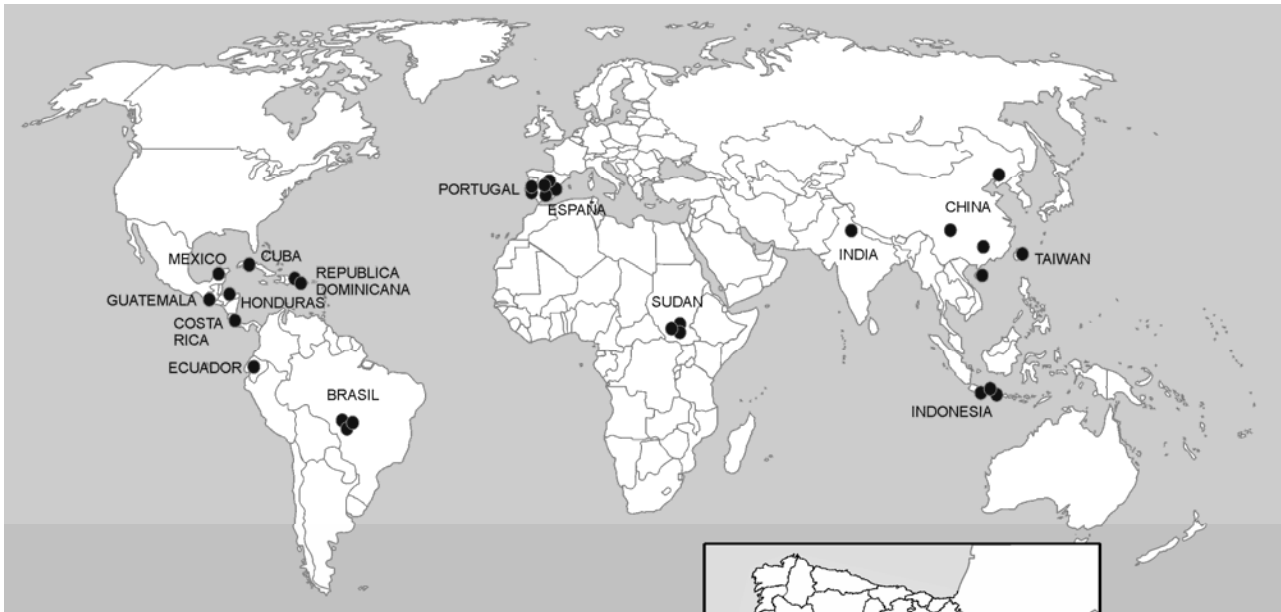 PORTUGAL
ESPAÑA
CHINA
MEXICO
CUBA
INDIA
TAIWAN
REPUBLICA
DOMINICANA
GUATEMALA
HONDURAS
SUDAN
COSTA
RICA
ECUADOR
BRASIL
INDONESIA